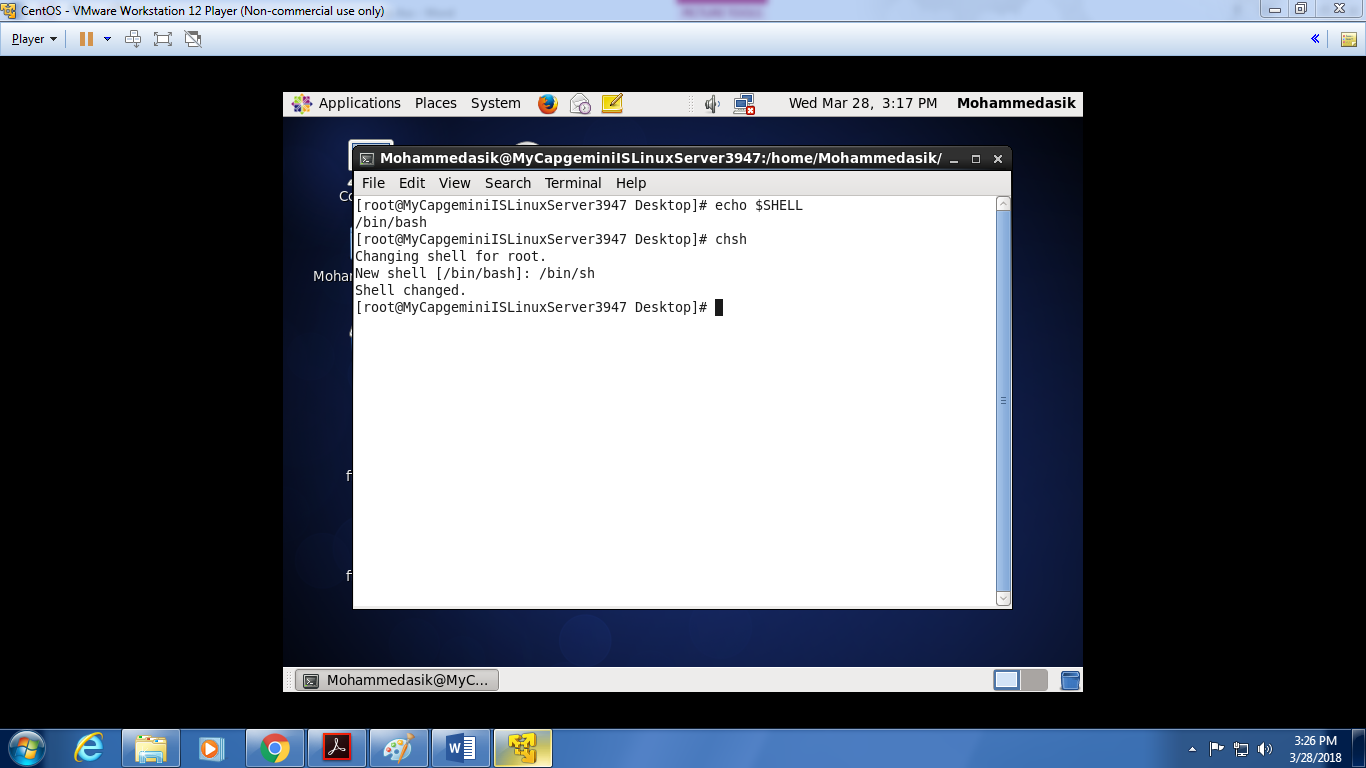 CentOS - VMware Workstation 12 Player (Non-commercial use only)
Player
Applications Places System Wed Mar 28, 3:17 PM Mohammedasik
Mohammedasik@MyCapgeminiISLinuxServer3947:/home/Mohammedasik/
File Edit View Search Terminal Help
[root@MyCapgeminiISLinuxServer3947 Desktop]# echo $SHELL
/bin/bash
[root@MyCapgeminiISLinuxServer3947 Desktop]# chsh
Changing shell for root.
New shell [/bin/bash]: /bin/sh
Shell changed.
[root@MyCapgeminiISLinuxServer3947 Desktop]#
Co
Moha
f
f
Mohammedasik@MyC...
3:26 PM
3/28/2018